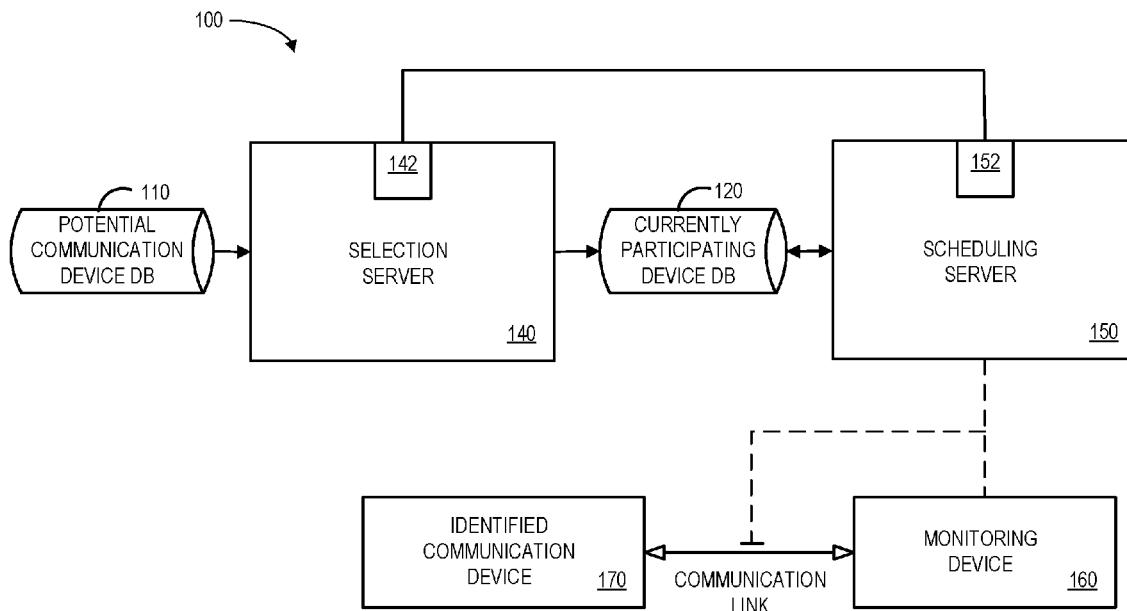 100
142
152
110
POTENTIAL
COMMUNICATION
DEVICE DB
SELECTION
SERVER
140
120
CURRENTLY
PARTICIPATING
DEVICE DB
SCHEDULING
SERVER
150
IDENTIFIED
COMMUNICATION
DEVICE
170
COMMUNICATION
LINK
MONITORING
DEVICE
160